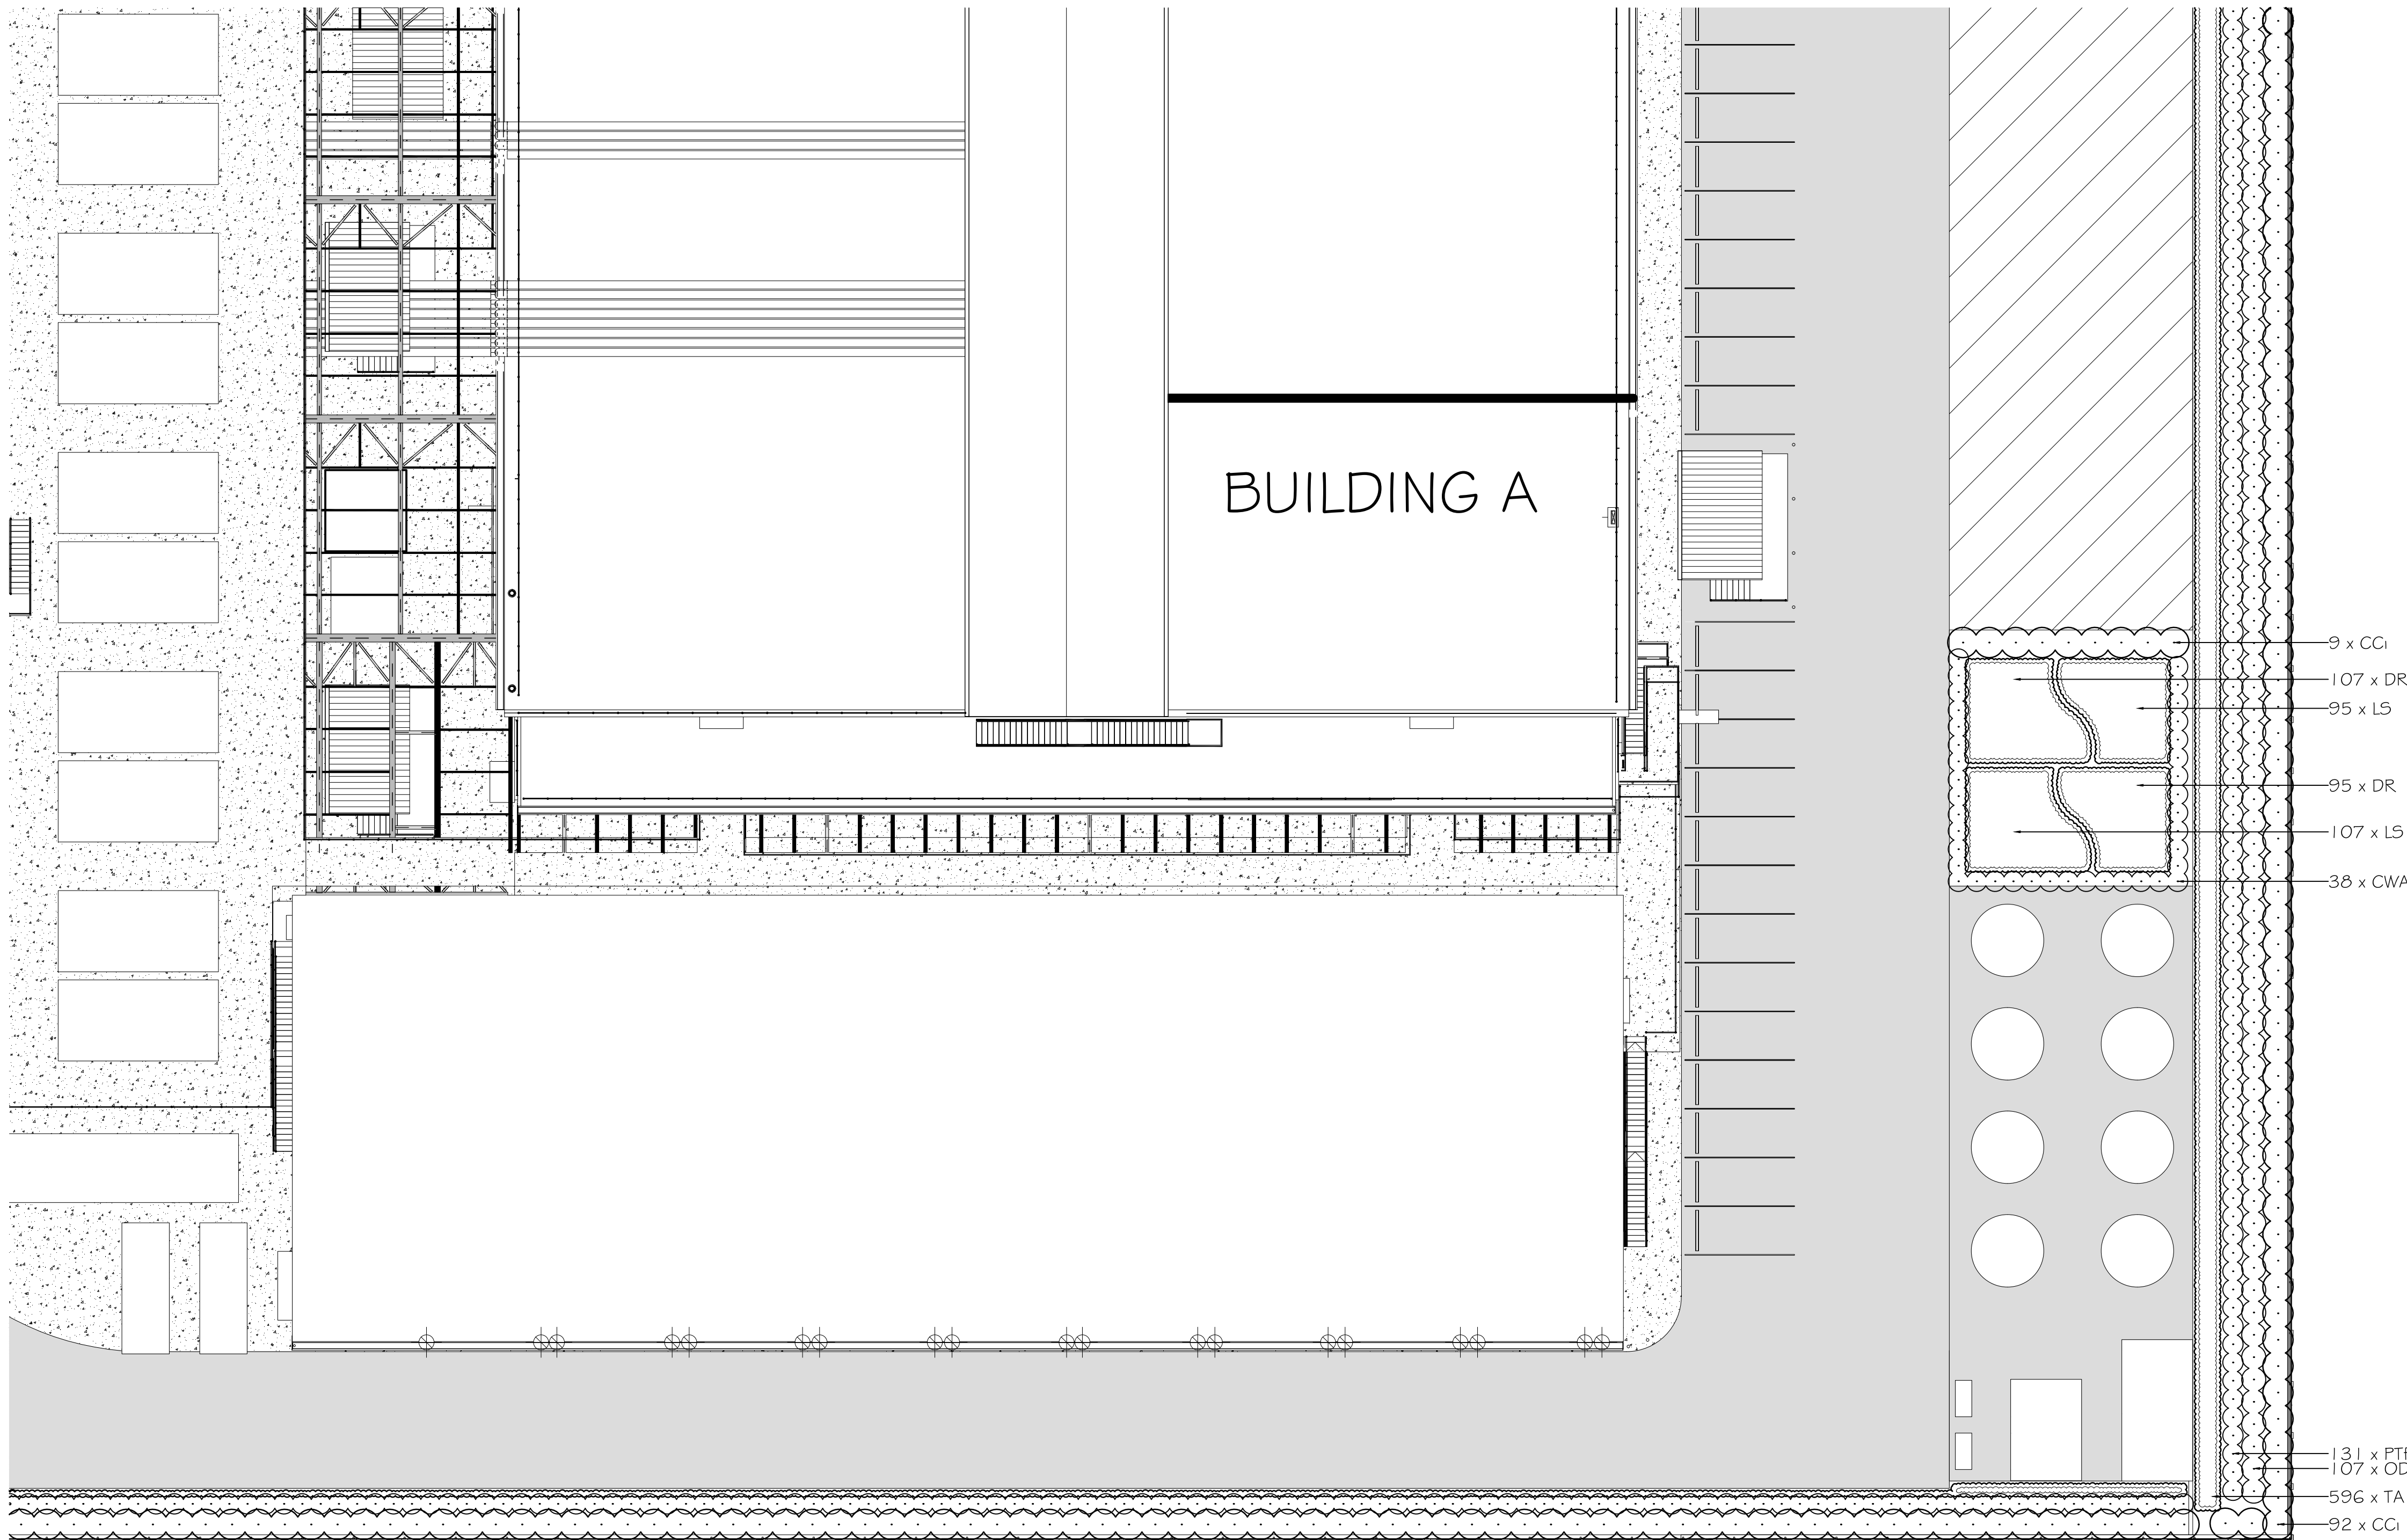 BUILDING A
9 x CCi
107 x DR
95 x LS
95 x DR
107 x LS
38 x CWA
131 x PTf
107 x OD
596 x TA
92 x CCi